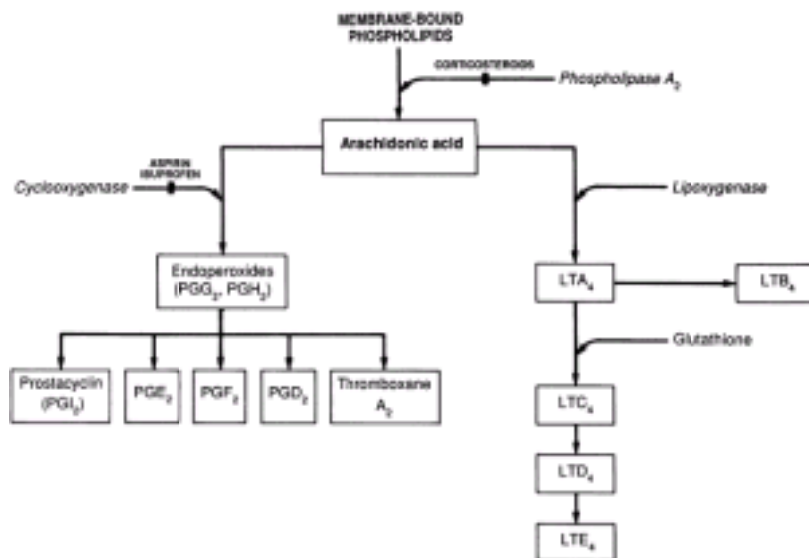 MEMBRANE-BOUND
PHOSPHOLIPIDS
CORTICOSTEROIDS
Phospholipase A₂
Arachidonic acid
ASPIRIN
IBUPROFEN
Cyclooxygenase
Lipoxygenase
Endoperoxides
(PGG₂, PGH₂)
LTA₄
LTB₄
Glutathione
Prostacyclin
(PGI₂)
PGE₂
PGF₂
PGD₂
Thromboxane
A₂
LTC₄
LTD₄
LTE₄